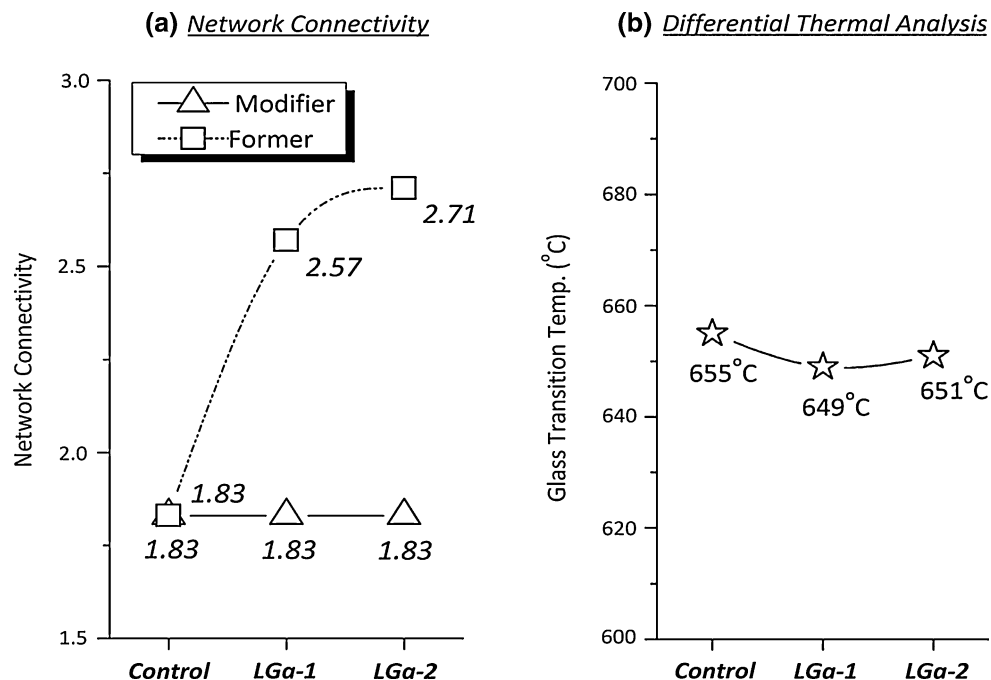 (a) Network Connectivity
Modifier
Former
Network Connectivity
3.0
2.5
2.0
1.5
2.71
2.57
1.83
1.83
1.83
1.83
Control
LGa-1
LGa-2
(b) Differential Thermal Analysis
Glass Transition Temp. (°C)
700
680
660
640
620
600
655°C
649°C
651°C
Control
LGa-1
LGa-2